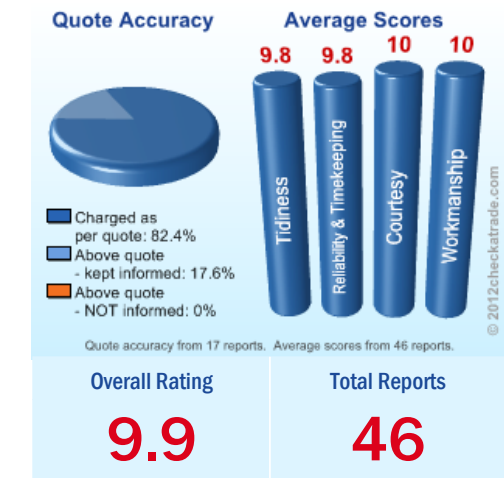 Quote Accuracy
Average Scores
9.8
9.8
10
10
Tidiness
Reliability & Timekeeping
Courtesy
Workmanship
Charged as
per quote: 82.4%
Above quote
- kept informed: 17.6%
Above quote
- NOT informed: 0%
© 2012checkatrade.com
Quote accuracy from 17 reports. Average scores from 46 reports.
Overall Rating
Total Reports
9.9
46